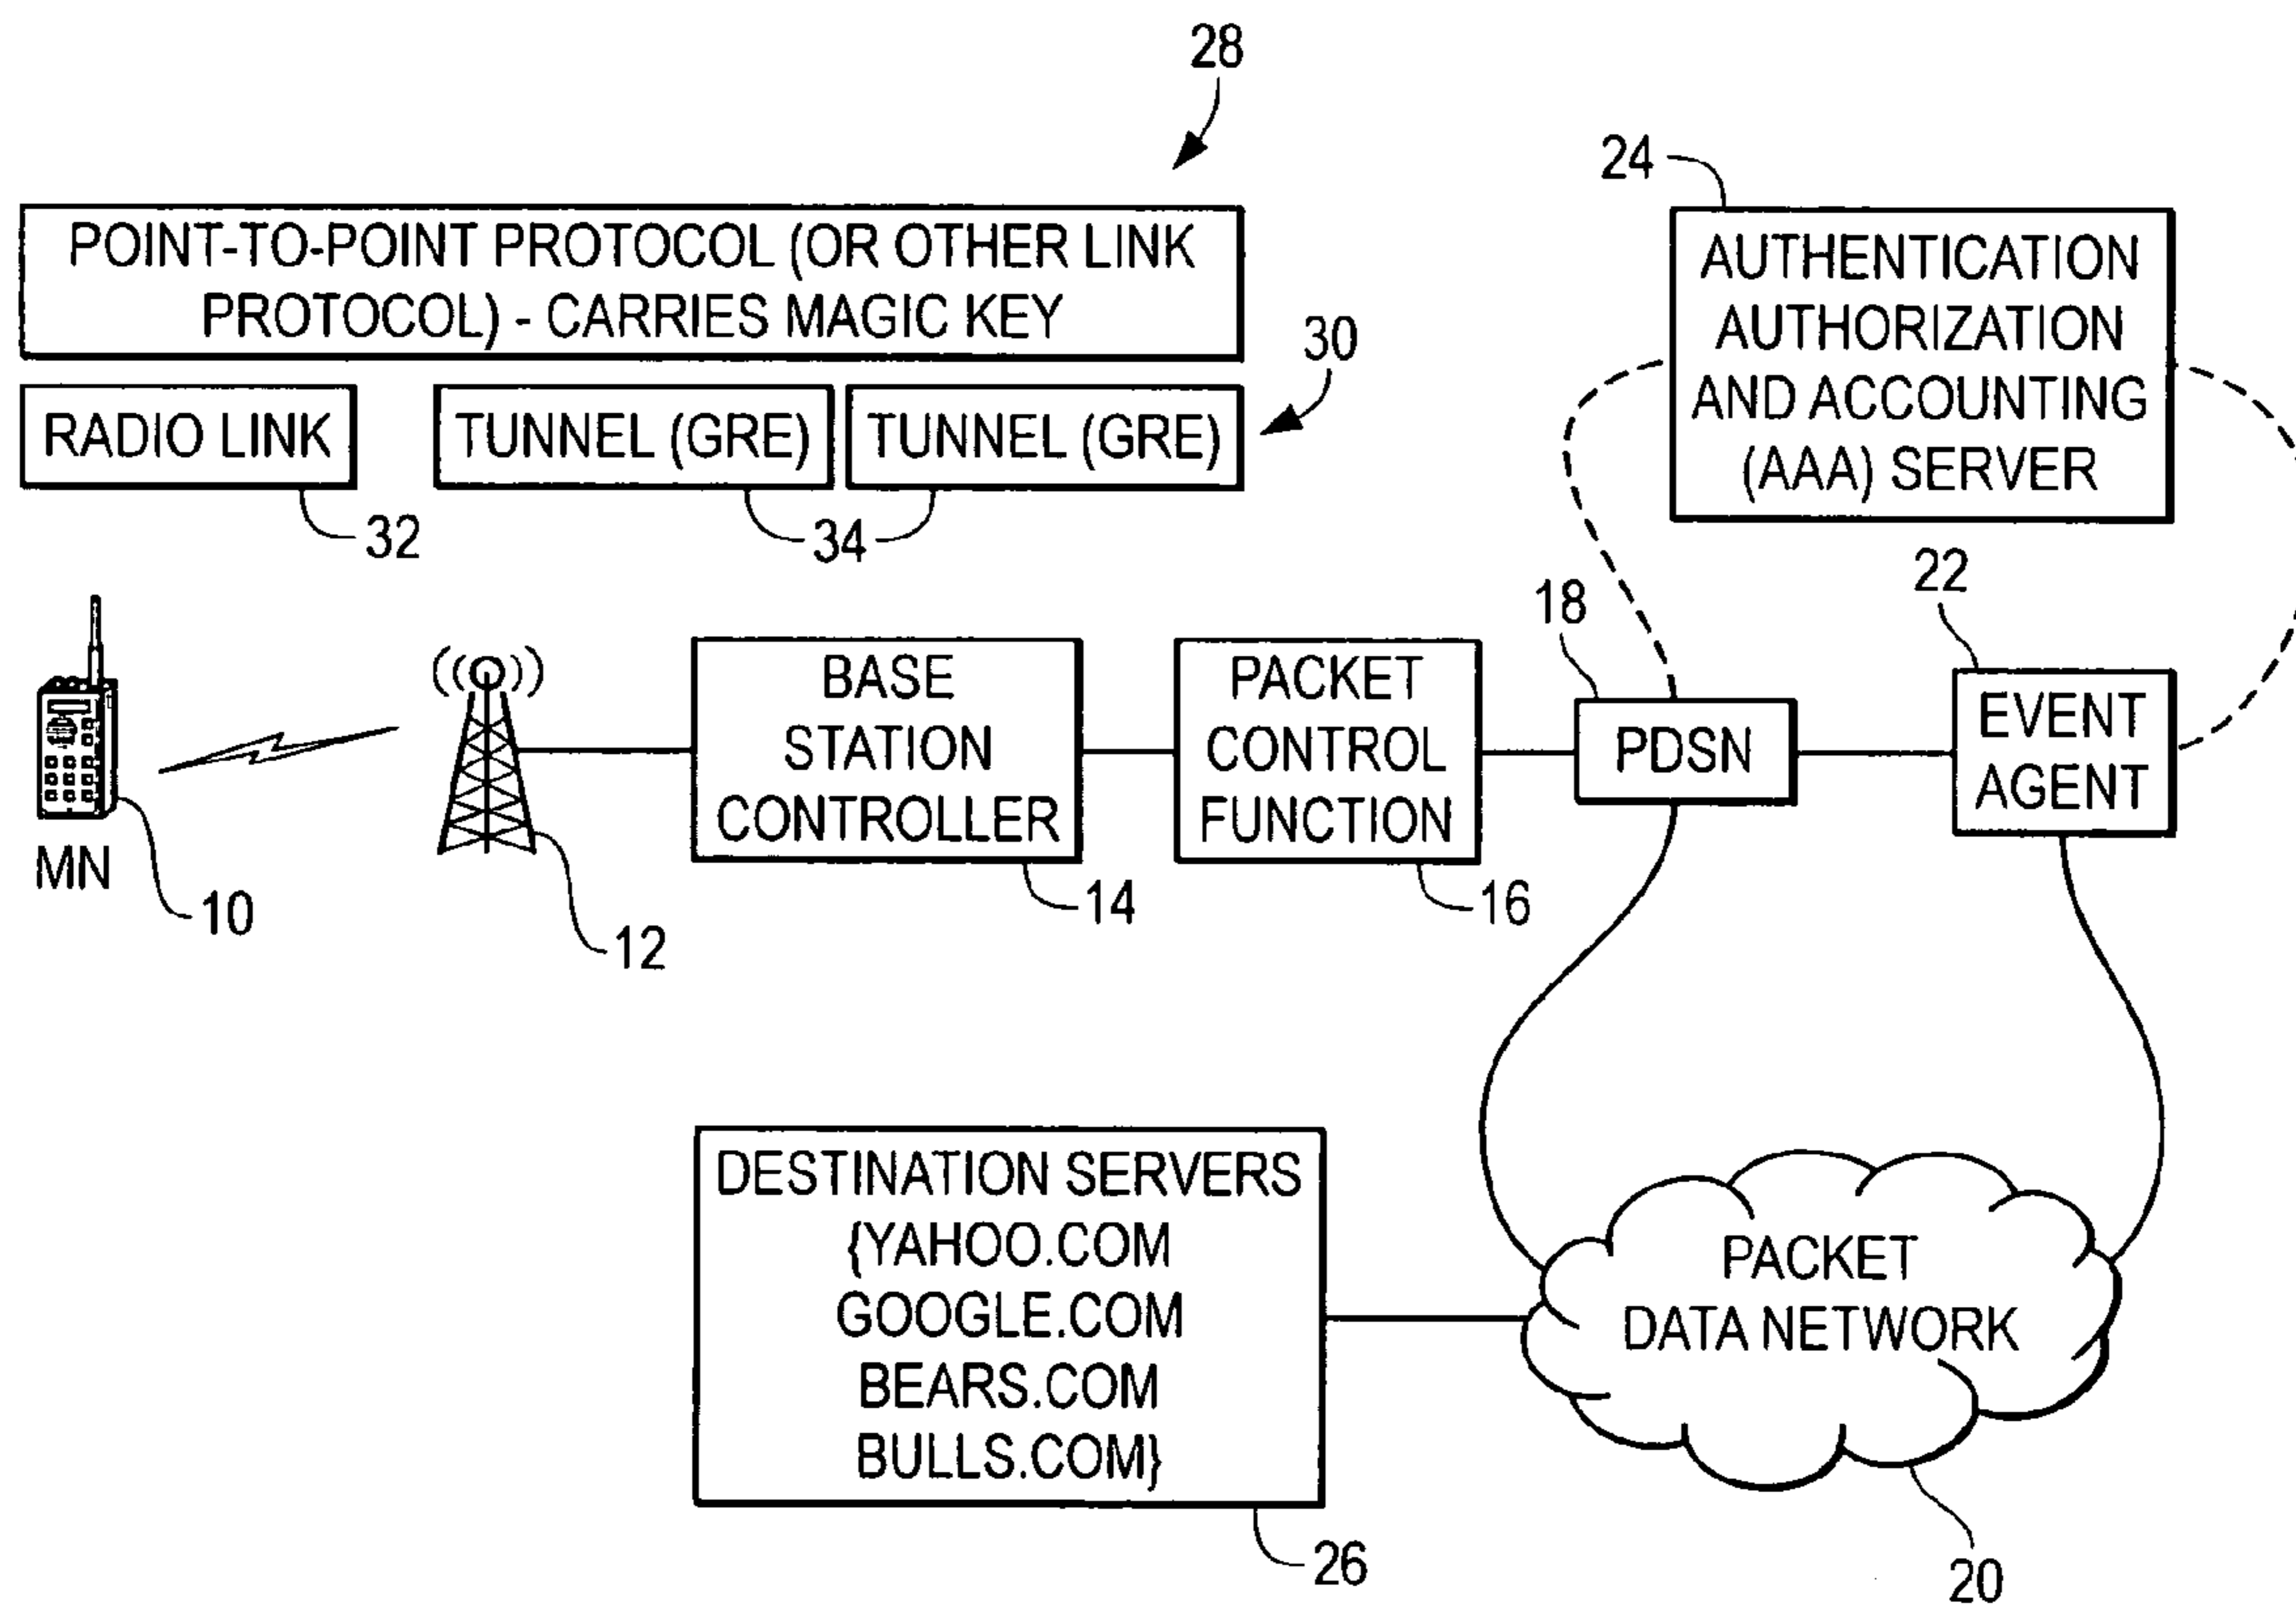 28
24
POINT-TO-POINT PROTOCOL (OR OTHER LINK
PROTOCOL) - CARRIES MAGIC KEY
30
RADIO LINK
TUNNEL (GRE)
TUNNEL (GRE)
32
34
AUTHENTICATION
AUTHORIZATION
AND ACCOUNTING
(AAA) SERVER
22
18
MN
10
12
BASE
STATION
CONTROLLER
14
PACKET
CONTROL
FUNCTION
16
PDSN
EVENT
AGENT
DESTINATION SERVERS
{YAHOO.COM
GOOGLE.COM
BEARS.COM
BULLS.COM}
26
PACKET
DATA NETWORK
20